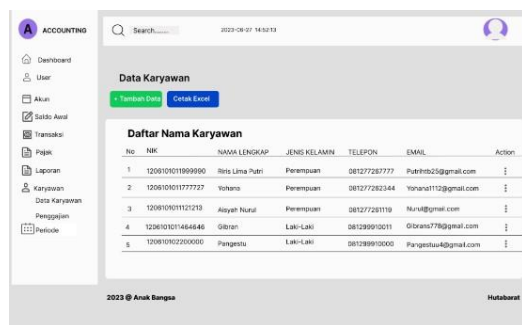 A ACCOUNTING
Search........
2023-06-27 14:52:13
Dashboard
User
Akun
Saldo Awal
Transaksi
Pajak
Laporan
Karyawan
Data Karyawan
Penggajian
Periode
Data Karyawan
+ Tambah Data Cetak Excel
Daftar Nama Karyawan
No NIK NAMA LENGKAP JENIS KELAMIN TELEPON EMAIL Action
1 1206101011999990 Riris Lima Putri Perempuan 081277287777 Putrihtb25@gmail.com
2 1206101011777727 Yohana Perempuan 081277282344 Yohana1112@gmail.com
3 1206101011121213 Aisyah Nurul Perempuan 081277281119 Nurul@gmail.com
4 1206101011464646 Gibran Laki-Laki 081299910011 Gibrans778@gmail.com
5 120610102200000 Pangestu Laki-Laki 081299910000 Pangestuu4@gmail.com
2023 @ Anak Bangsa Hutabarat